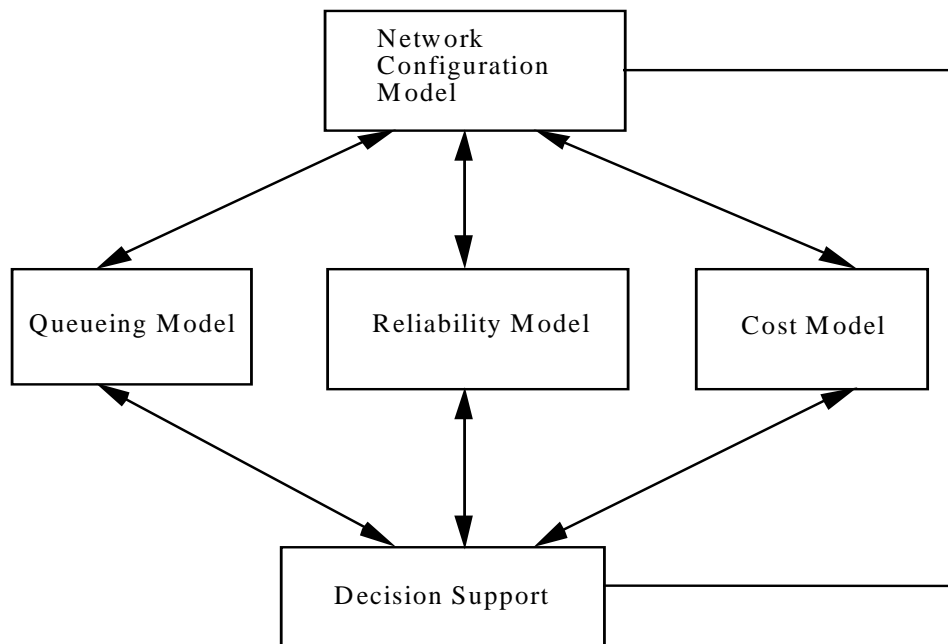 Network
Configuration
Model
Queueing Model
Reliability Model
Cost Model
Decision Support